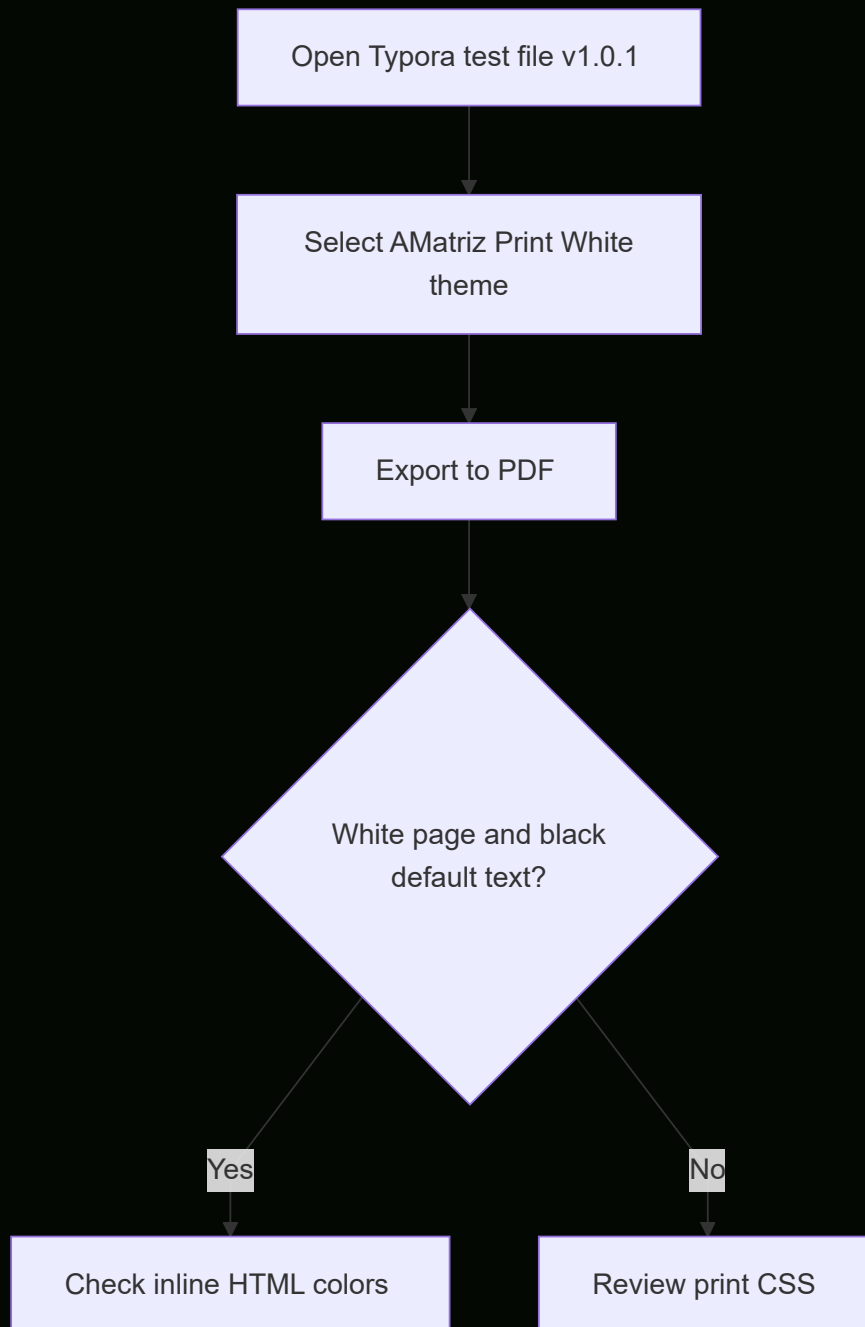 Open Typora test file v1.0.1
Select AMatriz Print White
theme
Export to PDF
White page and black
default text?
Yes
No
Check inline HTML colors
Review print CSS